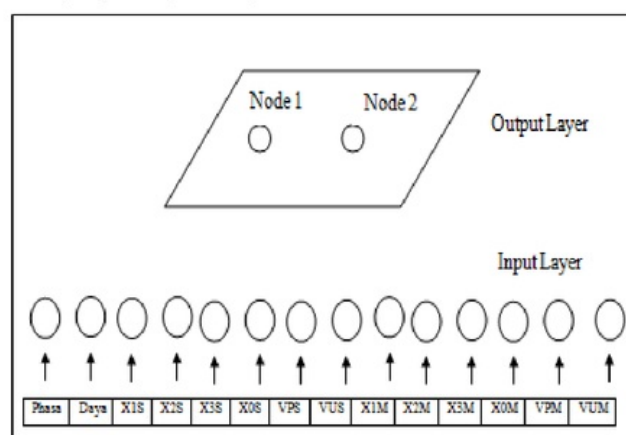 Node 1 Node 2
Output Layer
Input Layer
Phasa Daya X1S X2S X3S X0S VPS VUS X1M X2M X3M X0M VPM VUM